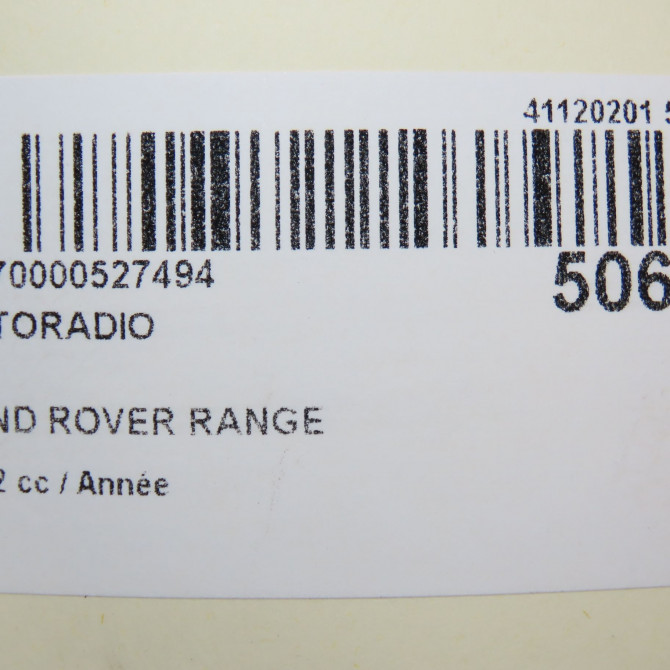 41120201 5
70000527494
506
TORADIO
ND ROVER RANGE
2 cc / Année